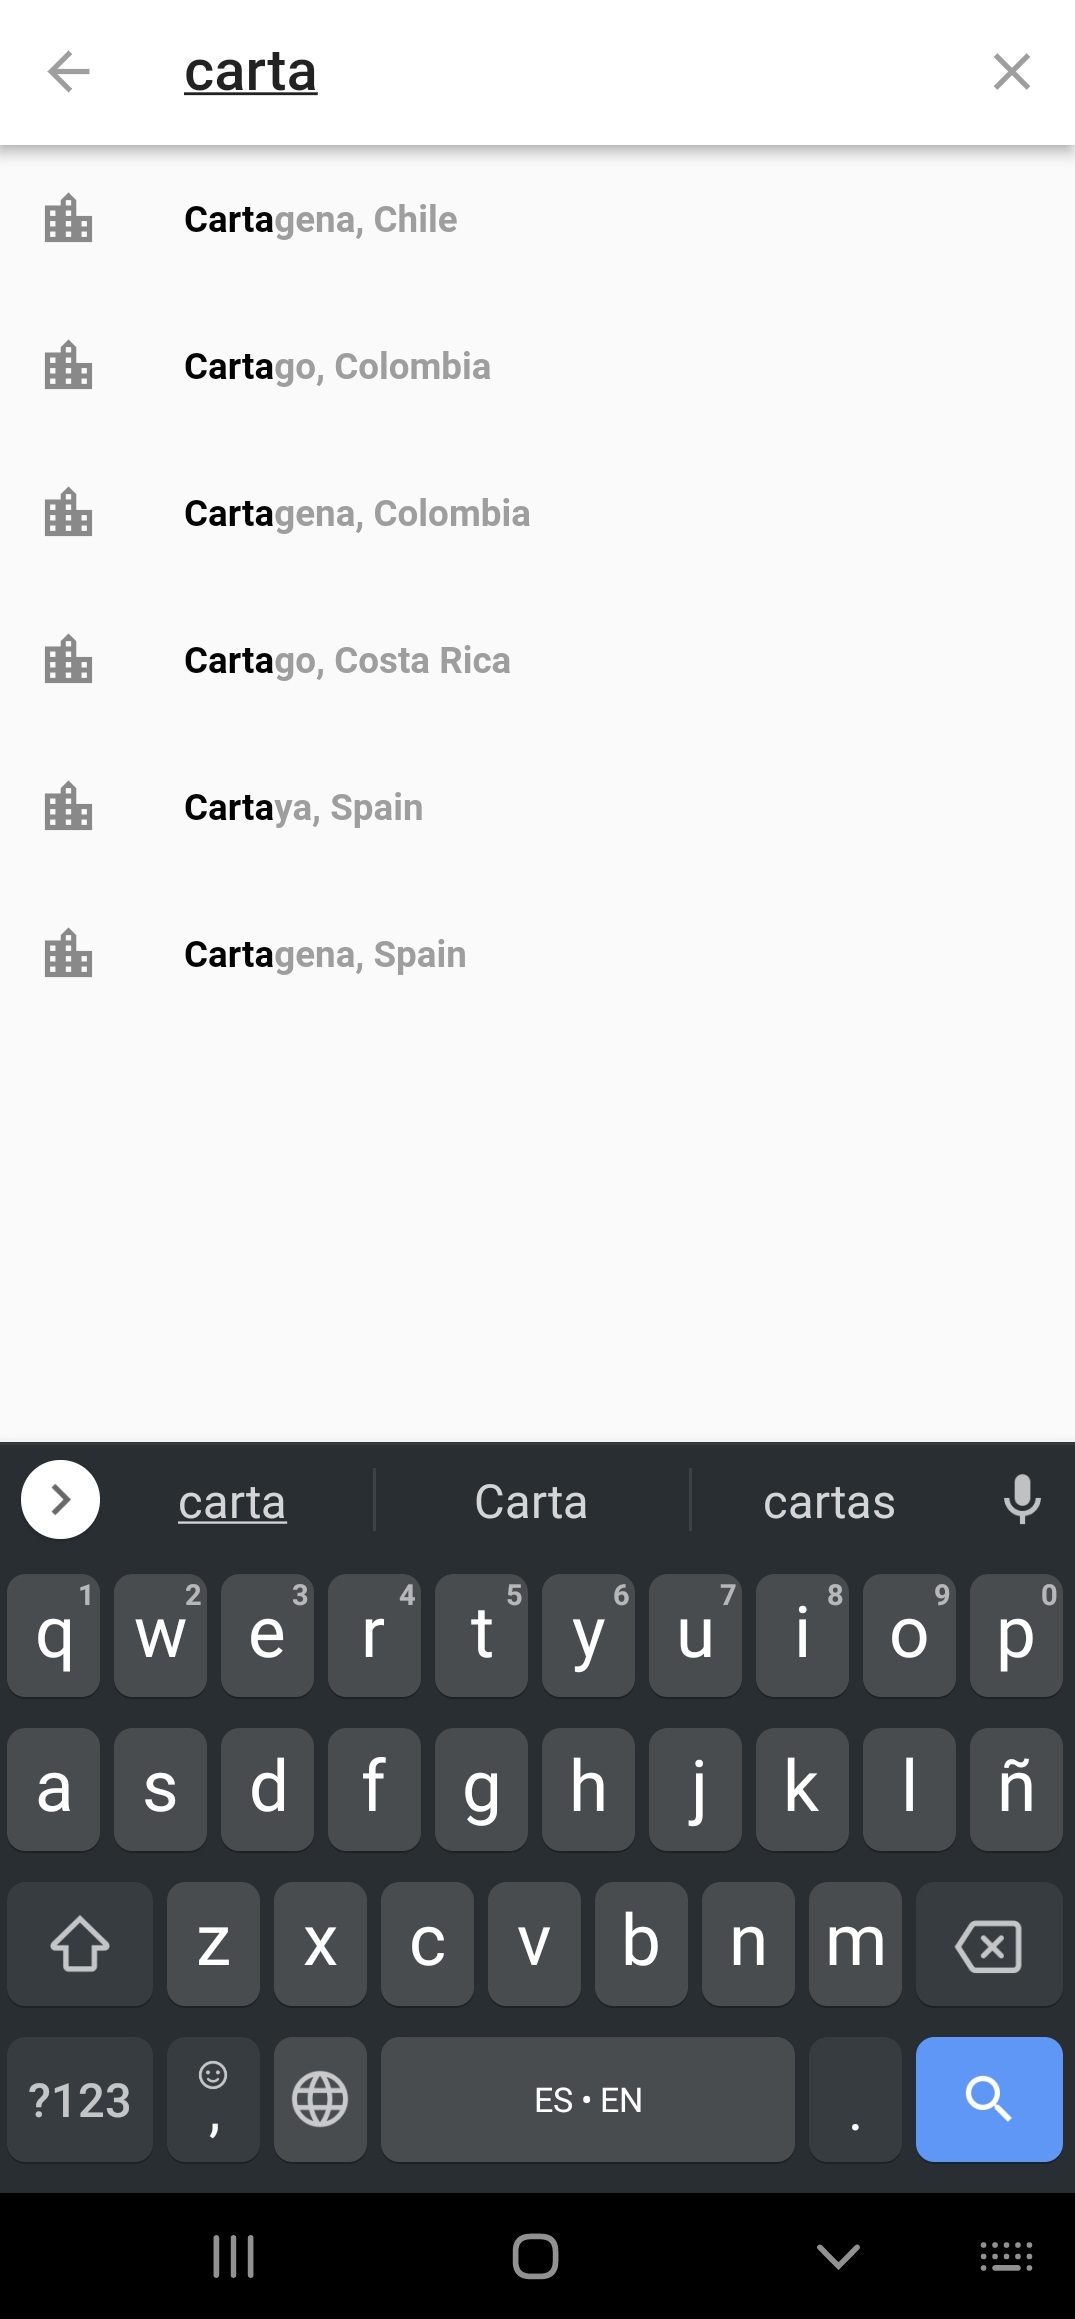 carta
Cartagena, Chile
Cartago, Colombia
Cartagena, Colombia
Cartago, Costa Rica
Cartaya, Spain
Cartagena, Spain
carta Carta cartas
1 2 3 4 5 6 7 8 9 0
q w e r t y u i o p
a s d f g h j k l ñ
z x c v b n m
?123 , ES • EN .